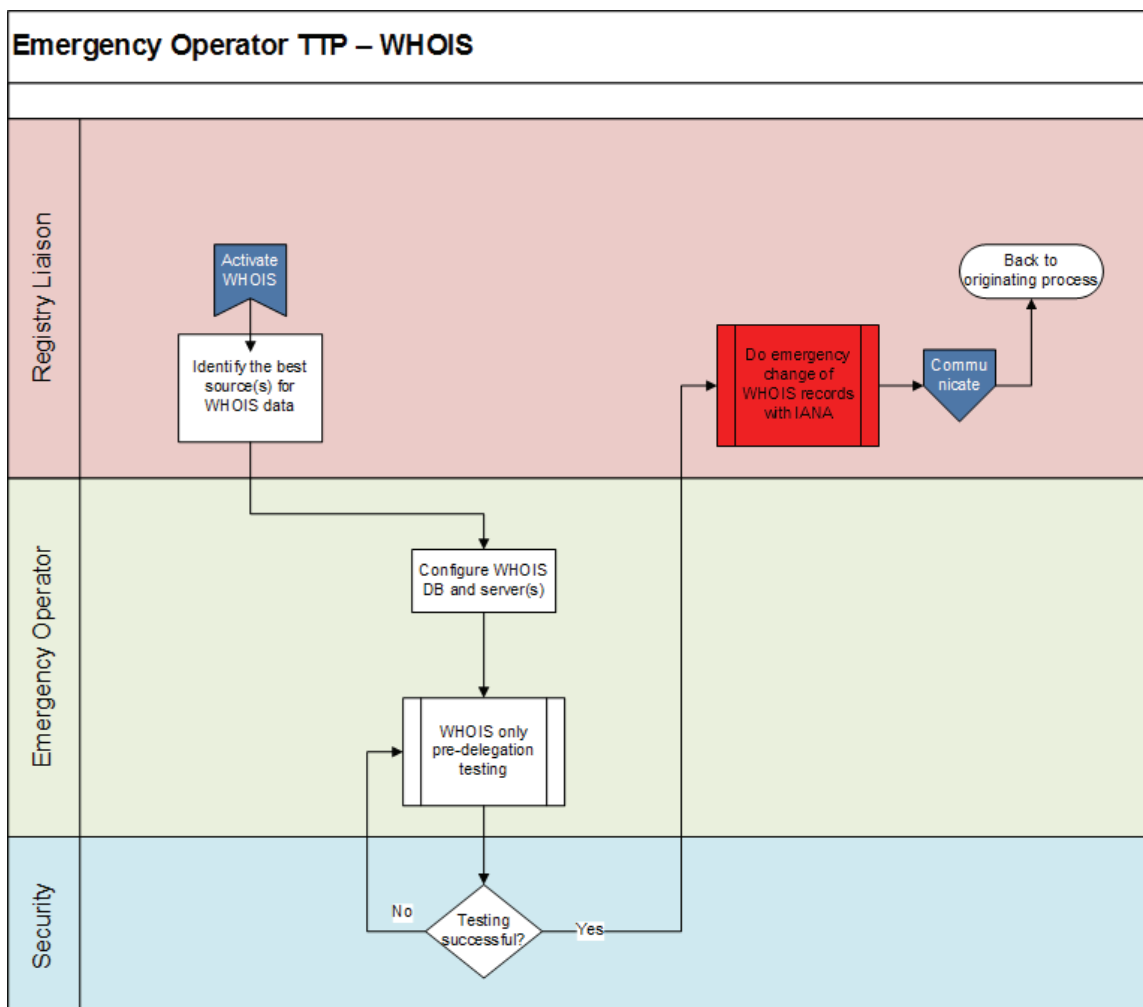 Emergency Operator TTP – WHOIS
Registry Liaison
Activate
WHOIS
Identify the best
source(s) for
WHOIS data
Do emergency
change of
WHOIS records
with IANA
Commu
nicate
Back to
originating process
Emergency Operator
Configure WHOIS
DB and server(s)
WHOIS only
pre-delegation
testing
Security
No
Testing
successful?
Yes